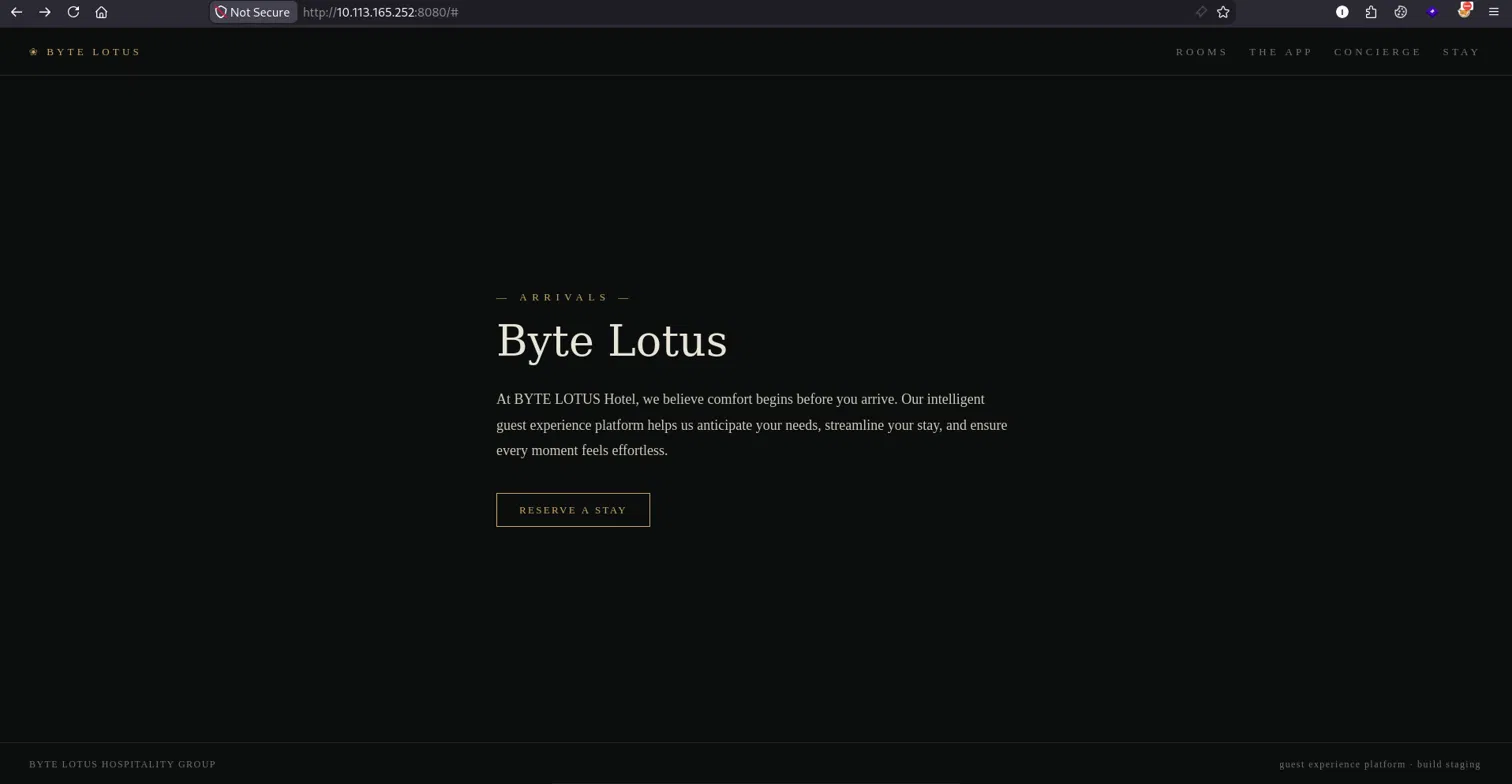 Not Secure http://10.113.165.252:8080/#
BYTE LOTUS
ROOMS THE APP CONCIERGE STAY
— ARRIVALS —
Byte Lotus
At BYTE LOTUS Hotel, we believe comfort begins before you arrive. Our intelligent
guest experience platform helps us anticipate your needs, streamline your stay, and ensure
every moment feels effortless.
RESERVE A STAY
BYTE LOTUS HOSPITALITY GROUP
guest experience platform · build staging